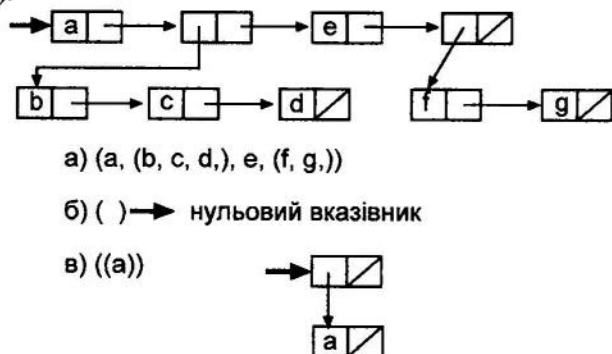 a e
b c d f g
а) (a, (b, c, d,), e, (f, g,))
б) ( ) нульовий вказівник
в) ((a))
a